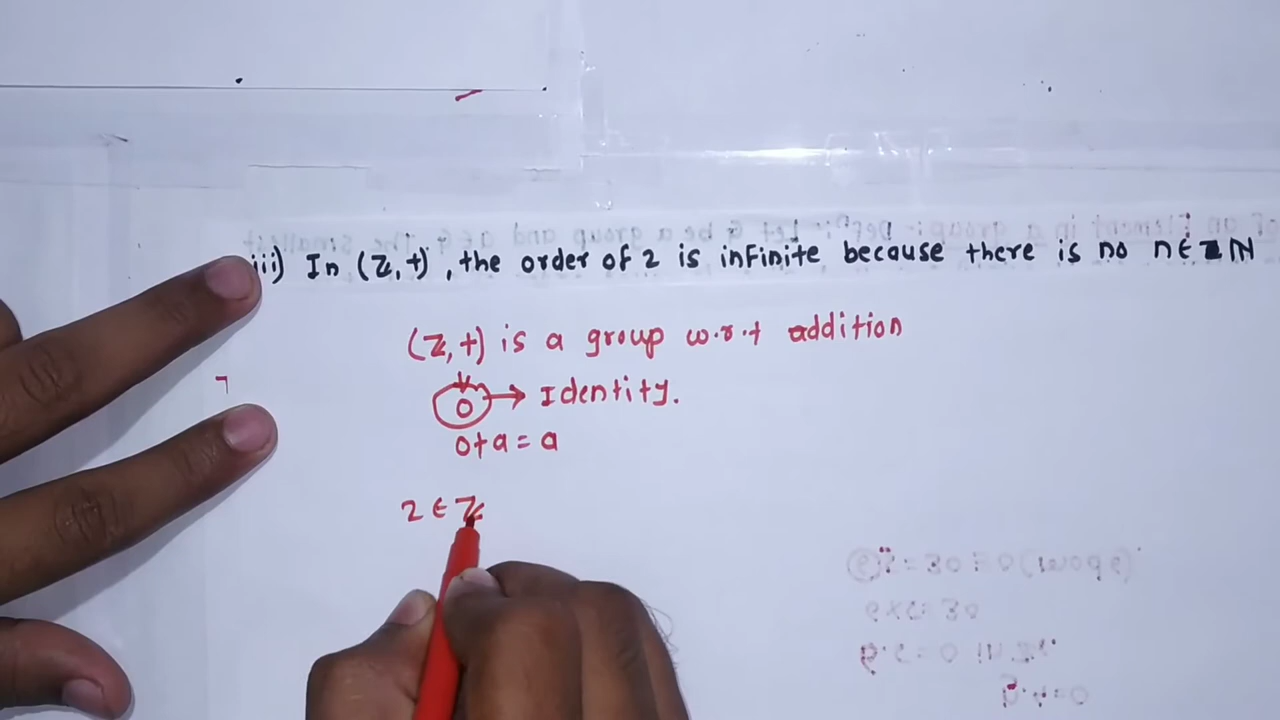 iii) In (ℤ,+), the order of 2 is infinite because there is no n∈ℕ
(ℤ,+) is a group w.r.t addition
0 → Identity.
0+a=a
2∈ℤ